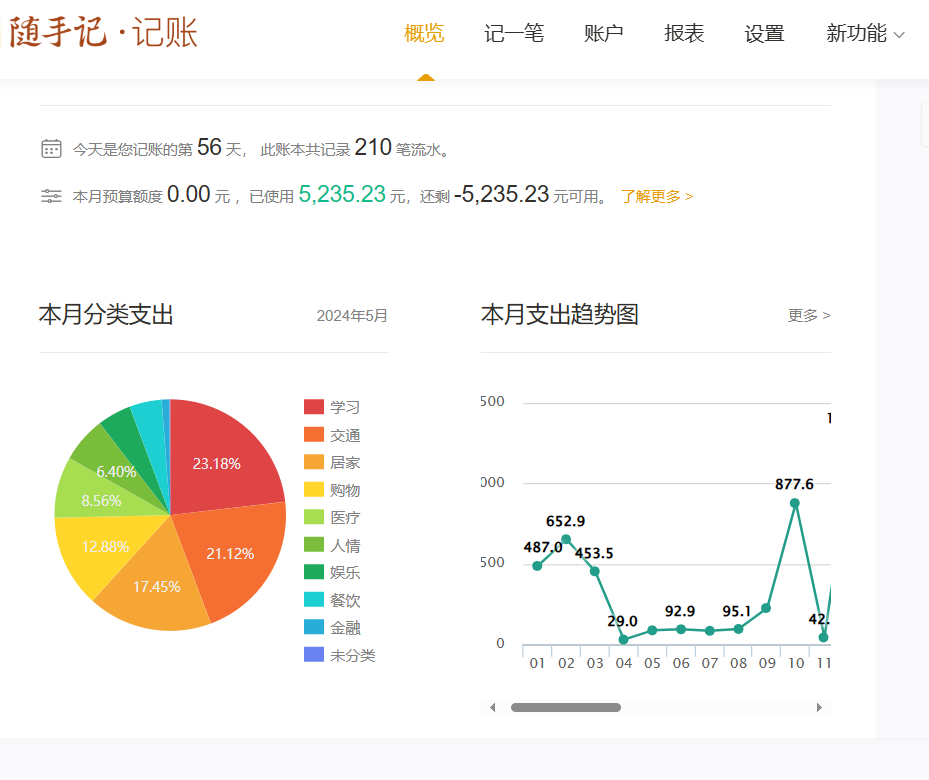 随手记·记账
概览 记一笔 账户 报表 设置 新功能
今天是您记账的第 56 天， 此账本共记录 210 笔流水。
本月预算额度 0.00 元 ，已使用 5,235.23 元，还剩 -5,235.23 元可用。 了解更多 >
本月分类支出 2024年5月
23.18%
21.12%
17.45%
12.88%
8.56%
6.40%
学习
交通
居家
购物
医疗
人情
娱乐
餐饮
金融
未分类
本月支出趋势图 更多 >
500
000
500
0
487.0
652.9
453.5
29.0
92.9
95.1
877.6
42.
01 02 03 04 05 06 07 08 09 10 11